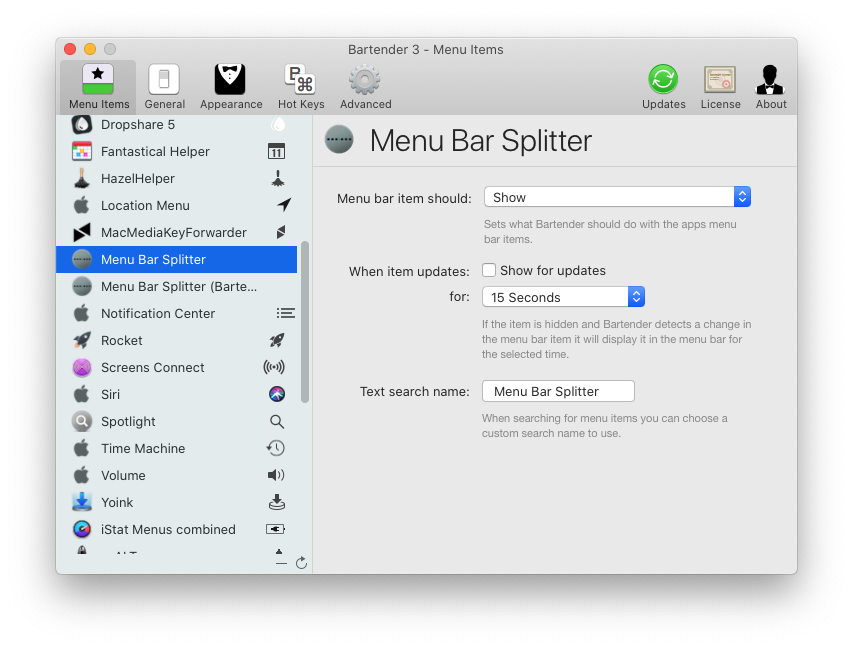 Bartender 3 - Menu Items
Menu Items
General
Appearance
Hot Keys
Advanced
Updates
License
About
Dropshare 5
Fantastical Helper
11
HazelHelper
Location Menu
MacMediaKeyForwarder
Menu Bar Splitter
Menu Bar Splitter (Barte...
Notification Center
Rocket
Screens Connect
Siri
Spotlight
Time Machine
Volume
Yoink
iStat Menus combined
Menu Bar Splitter
Menu bar item should: Show
Sets what Bartender should do with the apps menu
bar items.
When item updates: Show for updates
for: 15 Seconds
If the item is hidden and Bartender detects a change in
the menu bar item it will display it in the menu bar for
the selected time.
Text search name: Menu Bar Splitter
When searching for menu items you can choose a
custom search name to use.